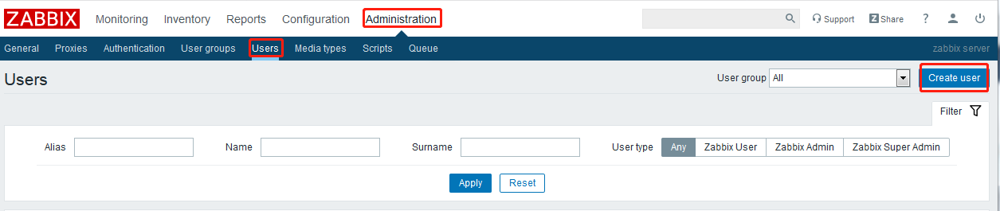 ZABBIX Monitoring Inventory Reports Configuration Administration Support Z Share ?
General Proxies Authentication User groups Users Media types Scripts Queue zabbix server
Users User group All Create user
Filter
Alias Name Surname User type Any Zabbix User Zabbix Admin Zabbix Super Admin
Apply Reset